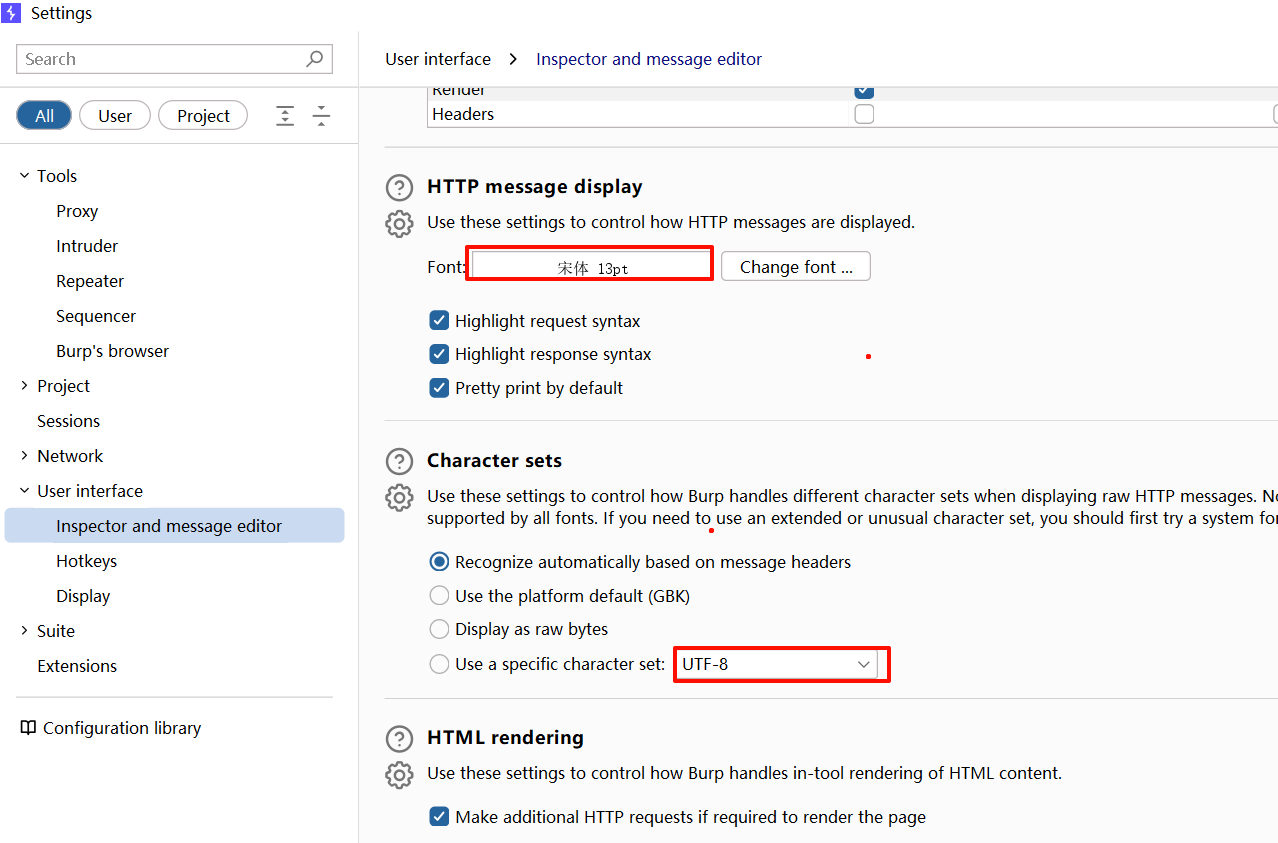 Settings
Search
All User Project
Tools
Proxy
Intruder
Repeater
Sequencer
Burp's browser
Project
Sessions
Network
User interface
Inspector and message editor
Hotkeys
Display
Suite
Extensions
Configuration library
User interface > Inspector and message editor
Render
Headers
HTTP message display
Use these settings to control how HTTP messages are displayed.
Font: 宋体 13pt Change font ...
Highlight request syntax
Highlight response syntax
Pretty print by default
Character sets
Use these settings to control how Burp handles different character sets when displaying raw HTTP messages.
supported by all fonts. If you need to use an extended or unusual character set, you should first try a system
Recognize automatically based on message headers
Use the platform default (GBK)
Display as raw bytes
Use a specific character set: UTF-8
HTML rendering
Use these settings to control how Burp handles in-tool rendering of HTML content.
Make additional HTTP requests if required to render the page